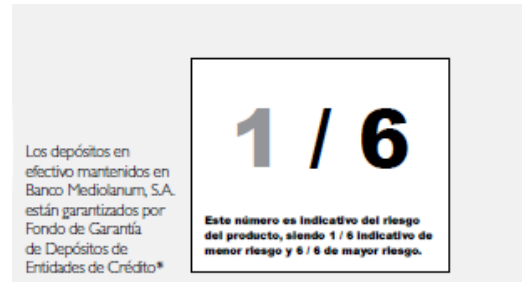 Los depósitos en
efectivo mantenidos en
Banco Mediolanum, S.A.
están garantizados por
Fondo de Garantía
de Depósitos de
Entidades de Crédito*
1 / 6
Este número es indicativo del riesgo
del producto, siendo 1 / 6 indicativo de
menor riesgo y 6 / 6 de mayor riesgo.